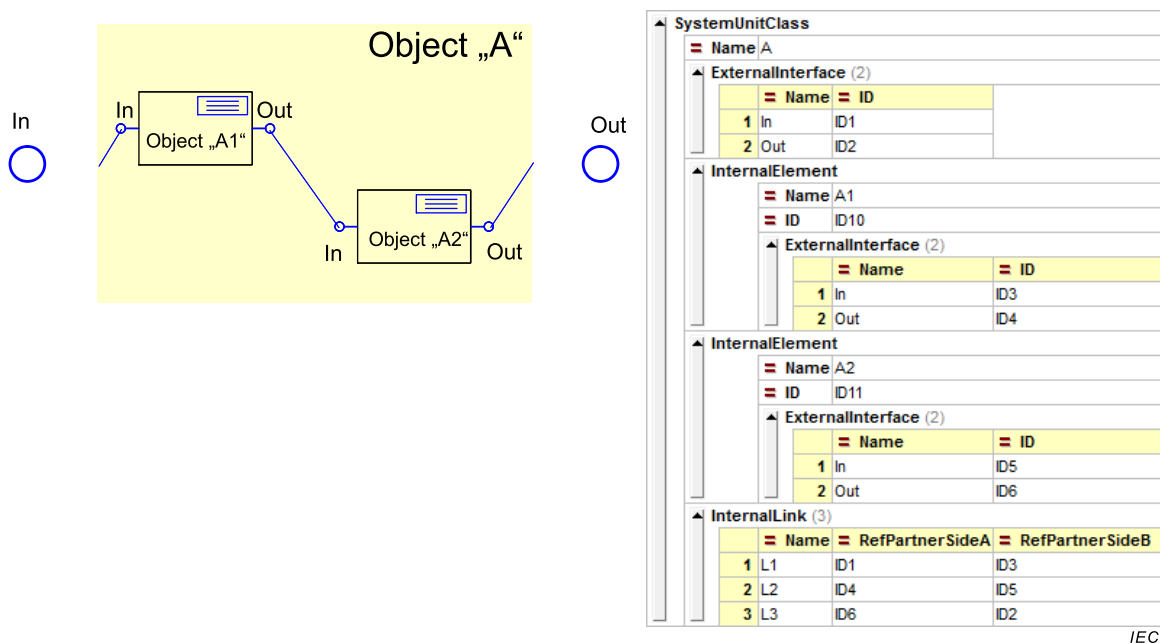 Object „A“
In
Out
Object „A1“
In
Out
In
Object „A2“
Out
SystemUnitClass
= Name A
ExternalInterface (2)
= Name = ID
1 In ID1
2 Out ID2
InternalElement
= Name A1
= ID ID10
ExternalInterface (2)
= Name = ID
1 In ID3
2 Out ID4
InternalElement
= Name A2
= ID ID11
ExternalInterface (2)
= Name = ID
1 In ID5
2 Out ID6
InternalLink (3)
= Name = RefPartnerSideA = RefPartnerSideB
1 L1 ID1 ID3
2 L2 ID4 ID5
3 L3 ID6 ID2
IEC